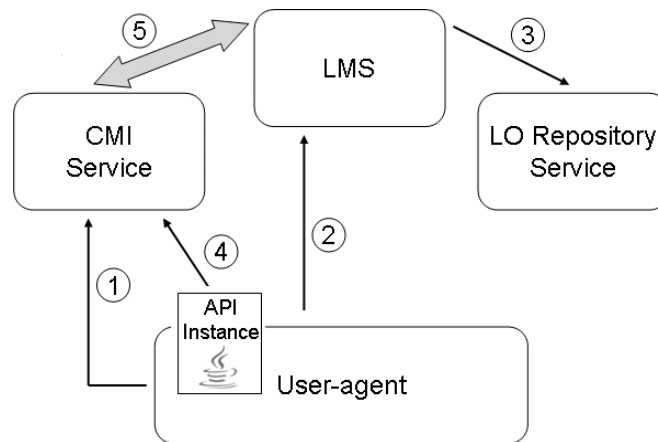 5
LMS
3
CMI
Service
LO Repository
Service
2
4
1
API
Instance
User-agent